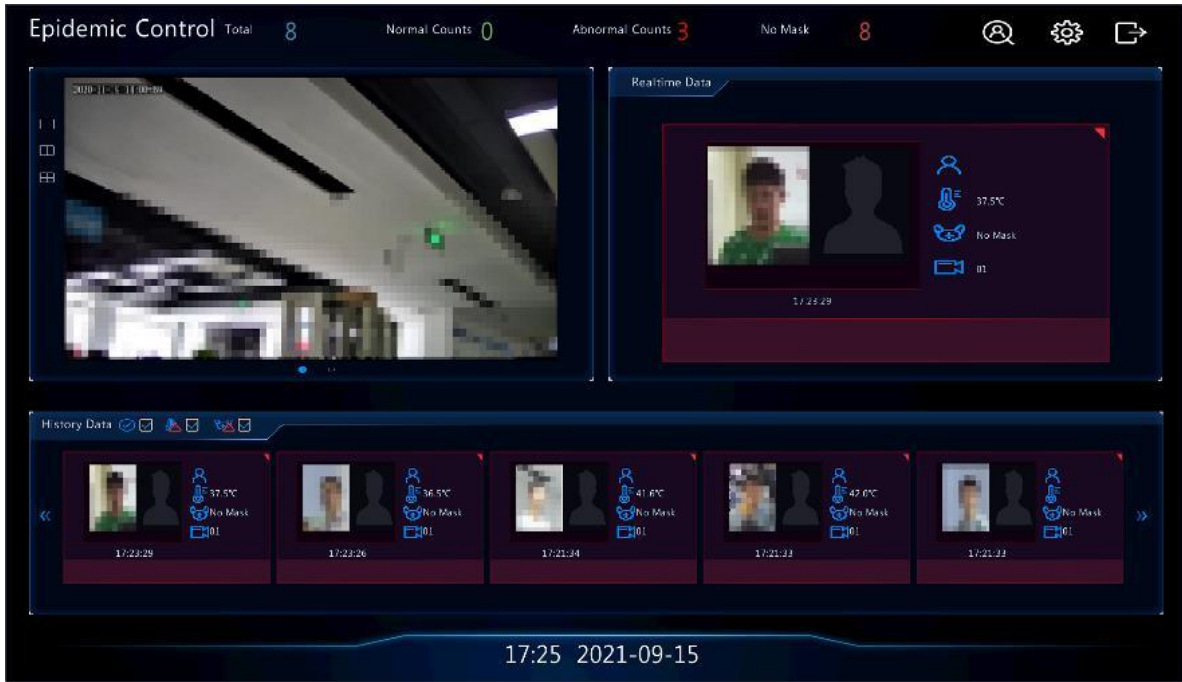 Epidemic Control Total 8 Normal Counts 0 Abnormal Counts 3 No Mask 8
Realtime Data
37.5℃
No Mask
01
17:23:29
History Data
37.5℃
No Mask
01
17:23:29
36.5℃
No Mask
01
17:23:26
41.6℃
No Mask
01
17:21:34
42.0℃
No Mask
01
17:21:33
No Mask
01
17:21:33
17:25 2021-09-15